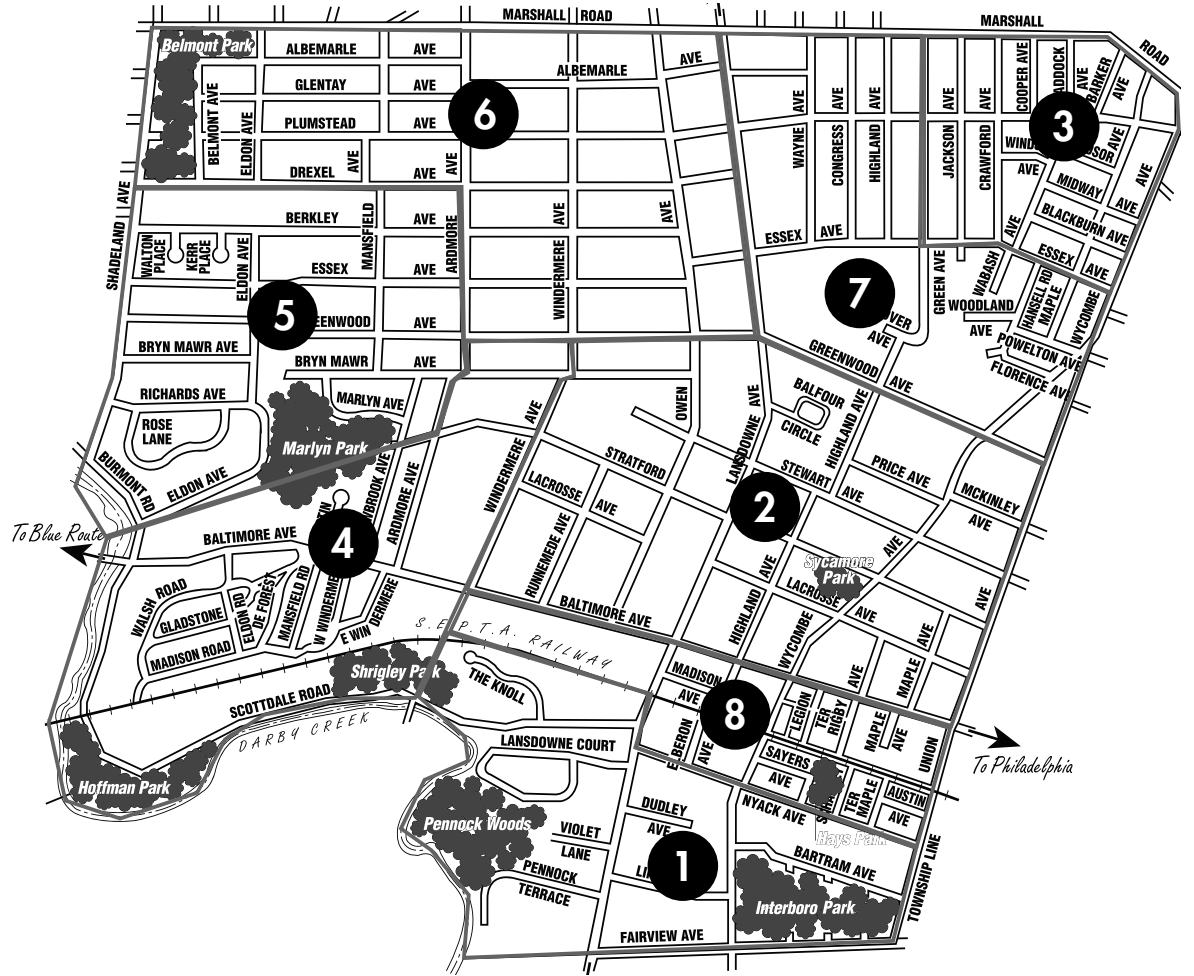 MARSHALL ROAD
MARSHALL
ROAD
Belmont Park
ALBEMARLE AVE
ALBEMARLE AVE
GLENTAY AVE
PLUMSTEAD AVE
DREXEL AVE
BELMONT AVE
ELDON AVE
AVE
AVE
6
3
WAYNE AVE
CONGRESS AVE
HIGHLAND AVE
JACKSON AVE
CRAWFORD AVE
COOPER AVE
AVE
BARKER AVE
AVE
AVE
MIDWAY AVE
BLACKBURN AVE
ESSEX AVE
AVE
SHADELAND AVE
BERKLEY AVE
MANSFIELD
ARDMORE
WINDERMERE AVE
AVE
ESSEX AVE
WALTON PLACE
KERR PLACE
ELDON AVE
ESSEX AVE
5
AVE
BRYN MAWR AVE
BRYN MAWR AVE
7
AVE
GREEN AVE
WABASH
WOODLAND AVE
HANSELL RD
MAPLE
WYCOMBE
POWELTON AVE
FLORENCE AVE
GREENWOOD AVE
RICHARDS AVE
ROSE LANE
MARLYN AVE
Marlyn Park
BURMONT RD
ELDON AVE
OWEN
LANSDOWNE AVE
BALFOUR CIRCLE
HIGHLAND AVE
WINDERMERE AVE
STRATFORD
STEWART AVE
PRICE AVE
MCKINLEY AVE
LACROSSE AVE
RUNNEMEDE AVE
2
AVE
To Blue Route
BALTIMORE AVE
4
ARDMORE AVE
WALSH ROAD
GLADSTONE
ELDON RD
DE FOREST
MANSFIELD RD
E WINDERMERE
MADISON ROAD
Sycamore Park
LACROSSE AVE
AVE
HIGHLAND AVE
WYCOMBE
AVE
AVE
MAPLE
BALTIMORE AVE
S.E.P.T.A. RAILWAY
Shrigley Park
SCOTTDALE ROAD
DARBY CREEK
Hoffman Park
THE KNOLL
MADISON AVE
8
AVE
LEGION
TER
RIGBY
MAPLE AVE
UNION
To Philadelphia
LANSDOWNE COURT
SAYERS AVE
TER
MAPLE
AUSTIN AVE
NYACK AVE
Hays Park
Pennock Woods
DUDLEY AVE
VIOLET LANE
PENNOCK TERRACE
1
BARTRAM AVE
Interboro Park
TOWNSHIP LINE
FAIRVIEW AVE